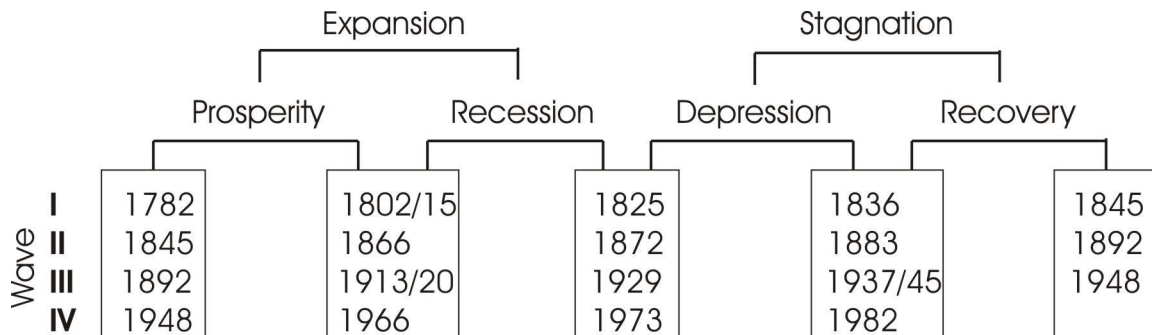 Expansion Stagnation
Prosperity Recession Depression Recovery
Wave
I 1782 1802/15 1825 1836 1845
II 1845 1866 1872 1883 1892
III 1892 1913/20 1929 1937/45 1948
IV 1948 1966 1973 1982